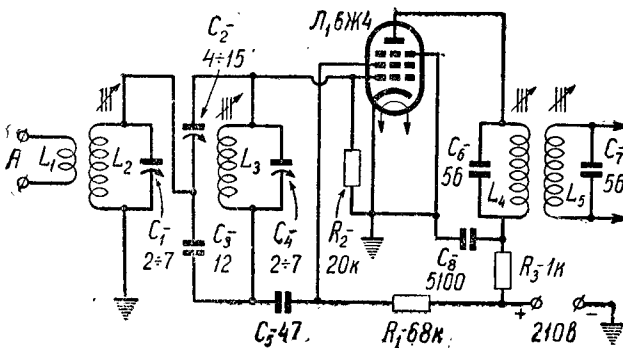 Л₁ 6Ж4
C₂-
4÷15
A
L₁
L₂
L₃
C₁-
2÷7
C₃-
12
C₄-
2÷7
R₂-
20к
C₆-
56
L₄
L₅
C₇-
56
C₈-
5100
R₃-1к
C₅-47
R₁-68к
+
210в
-